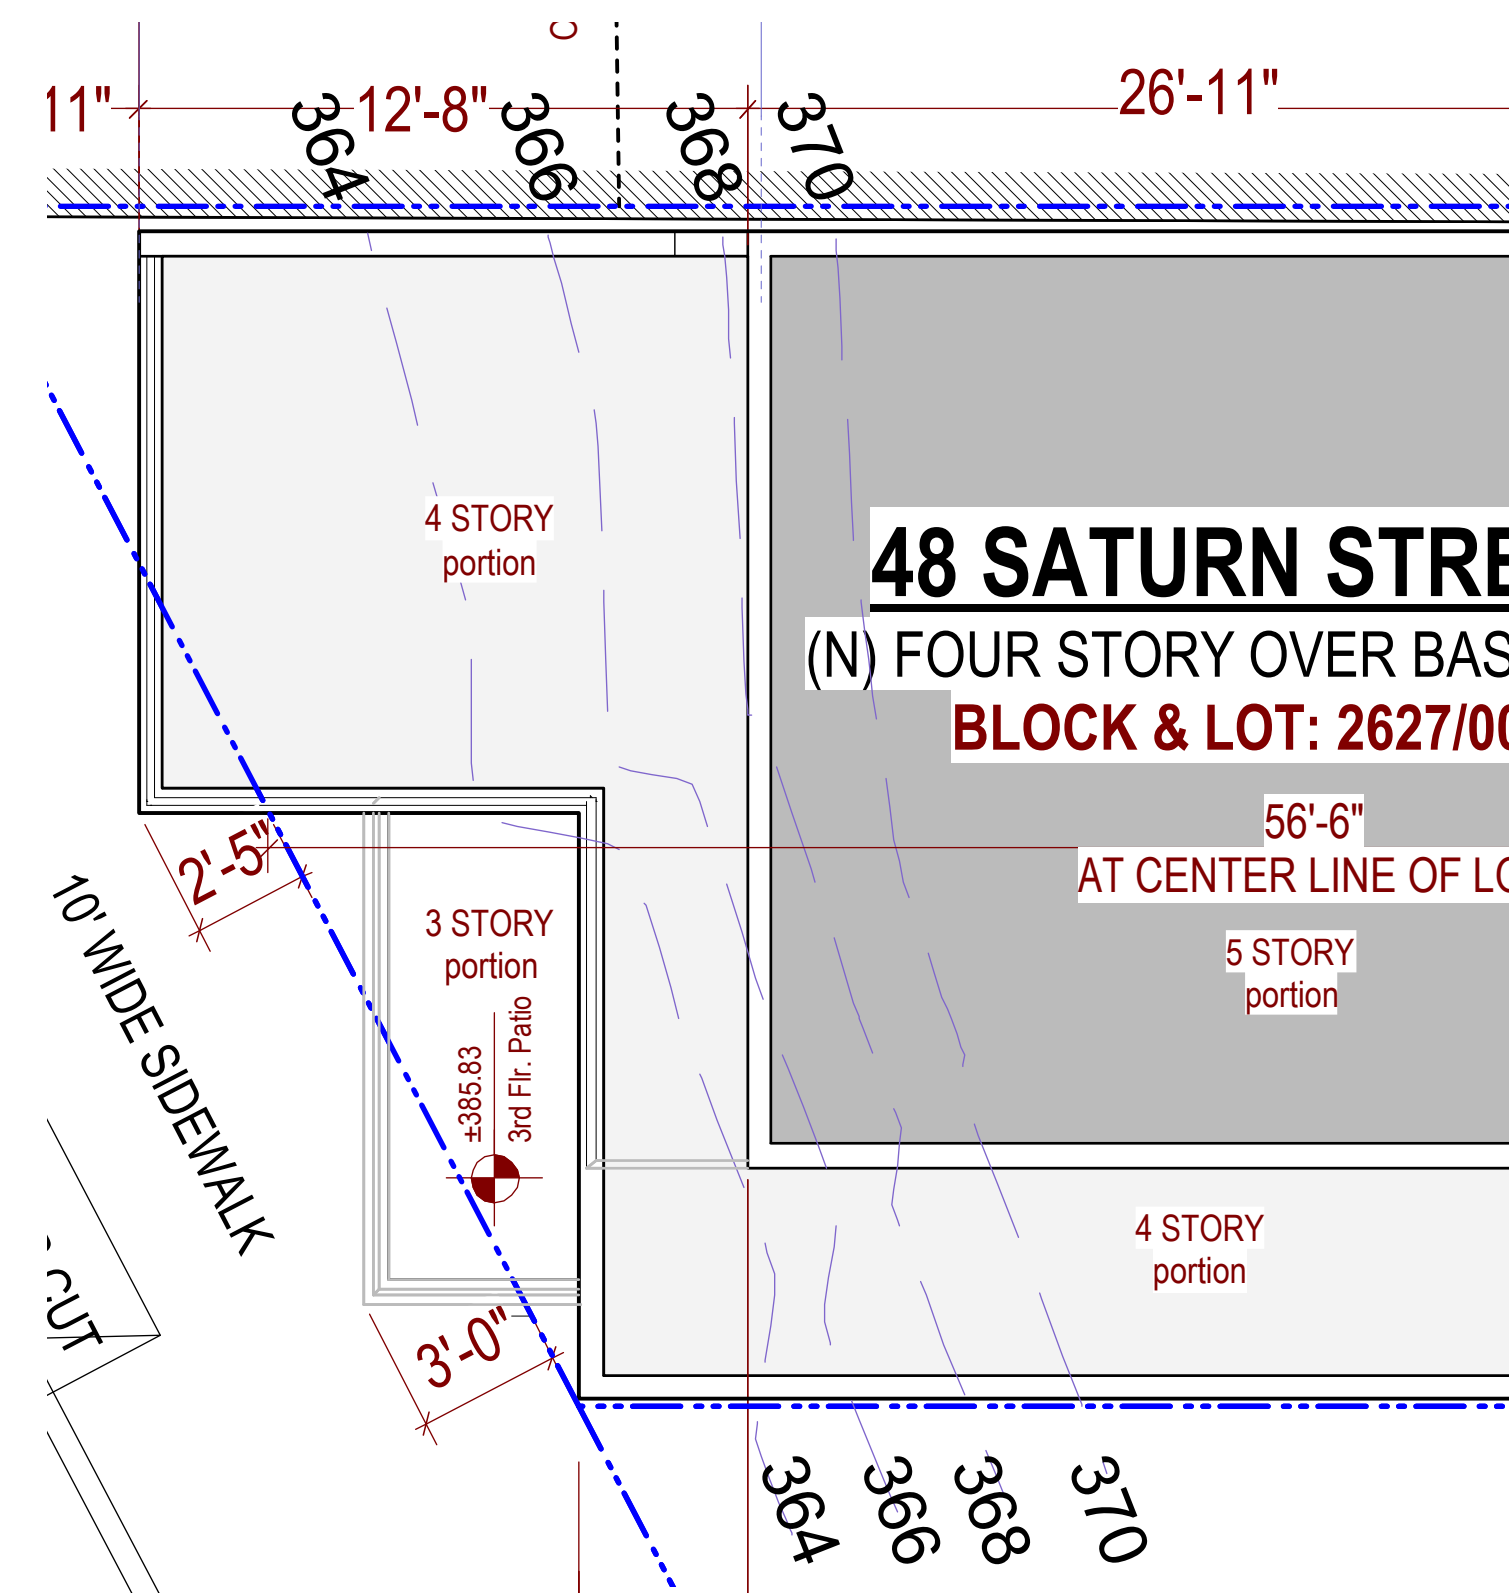 11"
12'-8"
26'-11"
364
366
368
370
4 STORY
portion
48 SATURN STRE
(N) FOUR STORY OVER BAS
BLOCK & LOT: 2627/00
56'-6"
AT CENTER LINE OF LO
5 STORY
portion
2'-5"
3 STORY
portion
±385.83
3rd Flr. Patio
10' WIDE SIDEWALK
CUT
3'-0"
4 STORY
portion
364
366
368
370